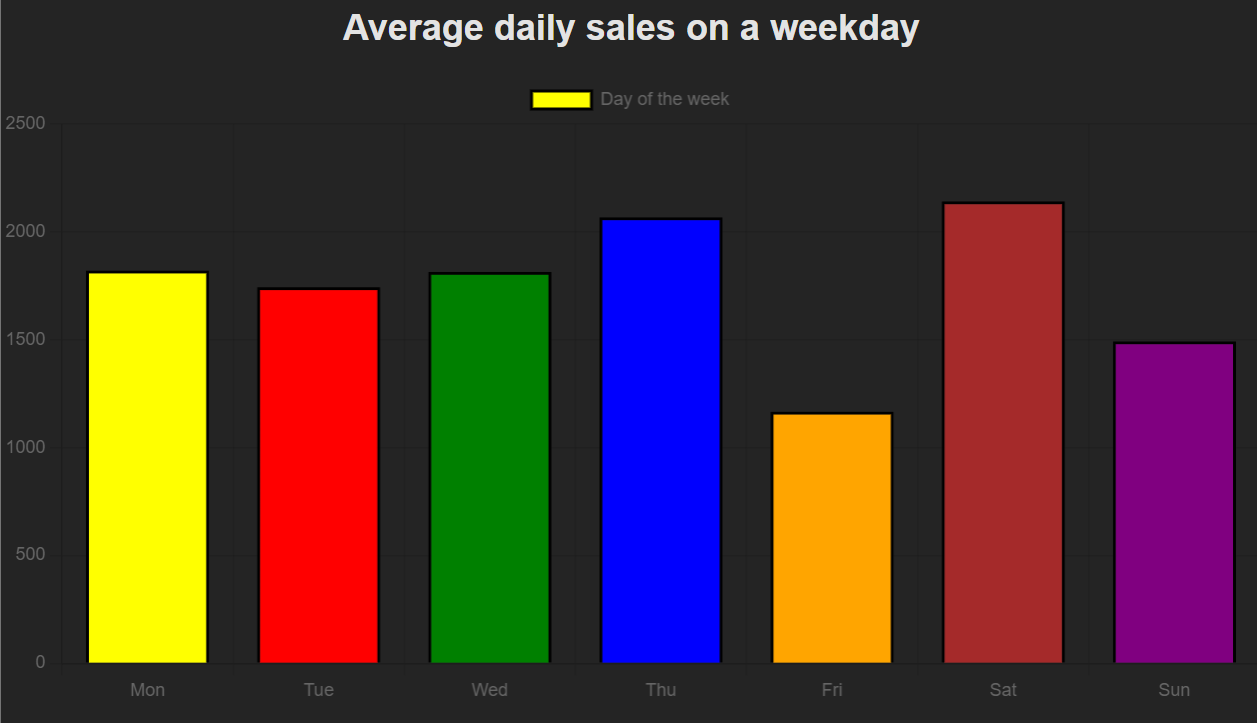 Average daily sales on a weekday
Day of the week
2500
2000
1500
1000
500
0
Mon Tue Wed Thu Fri Sat Sun